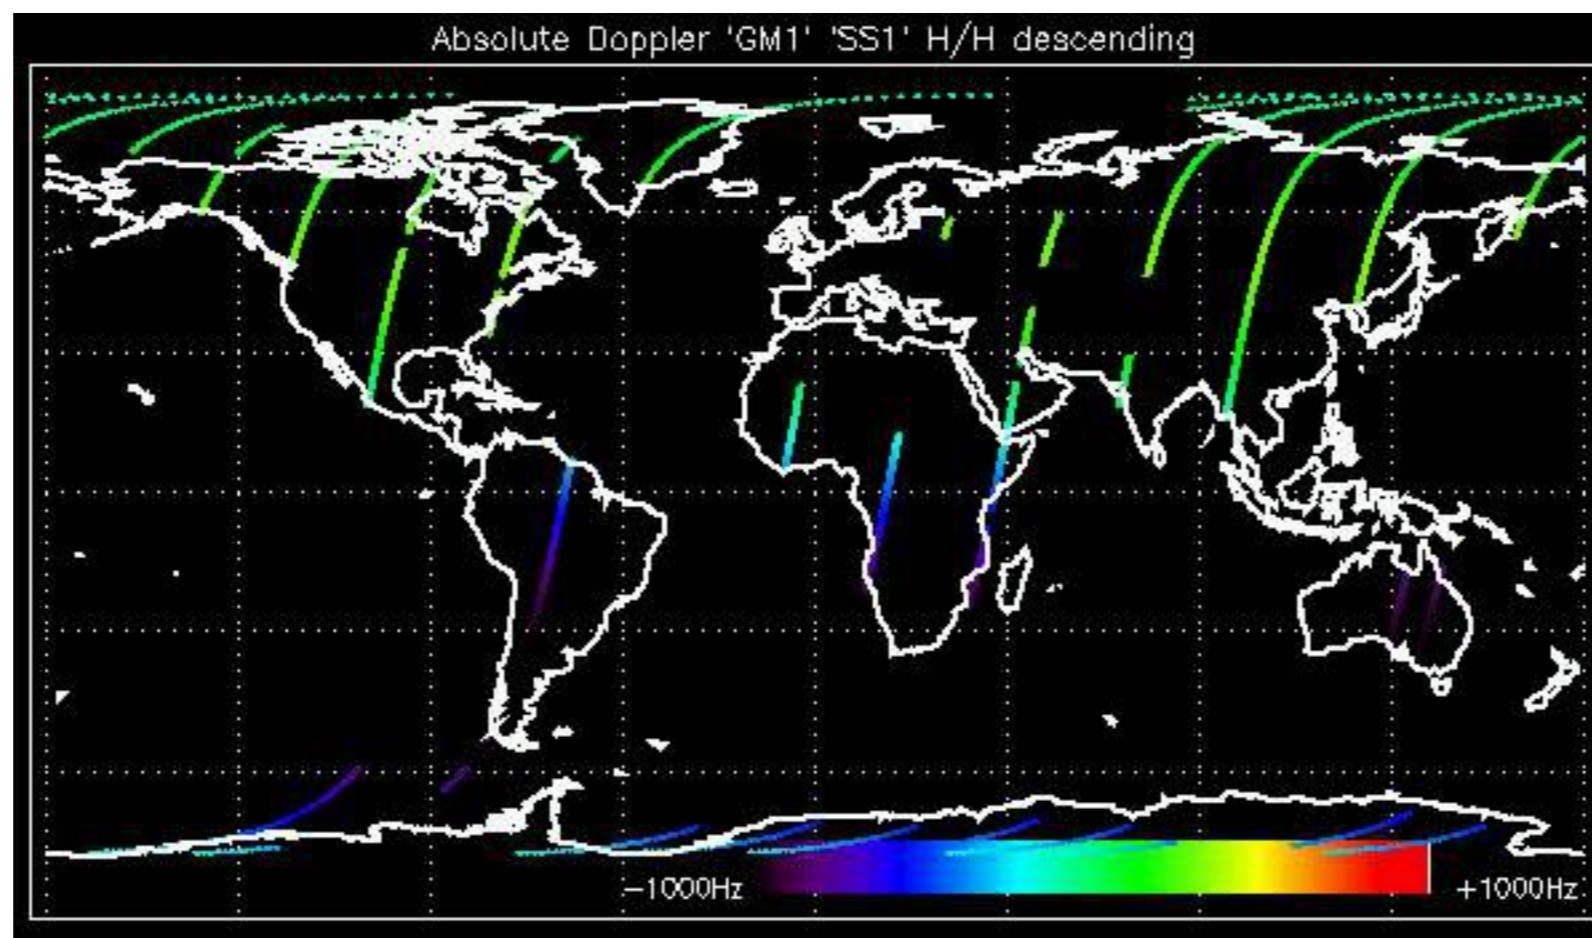 Absolute Doppler 'GM1' 'SS1' H/H descending
−1000Hz
+1000Hz